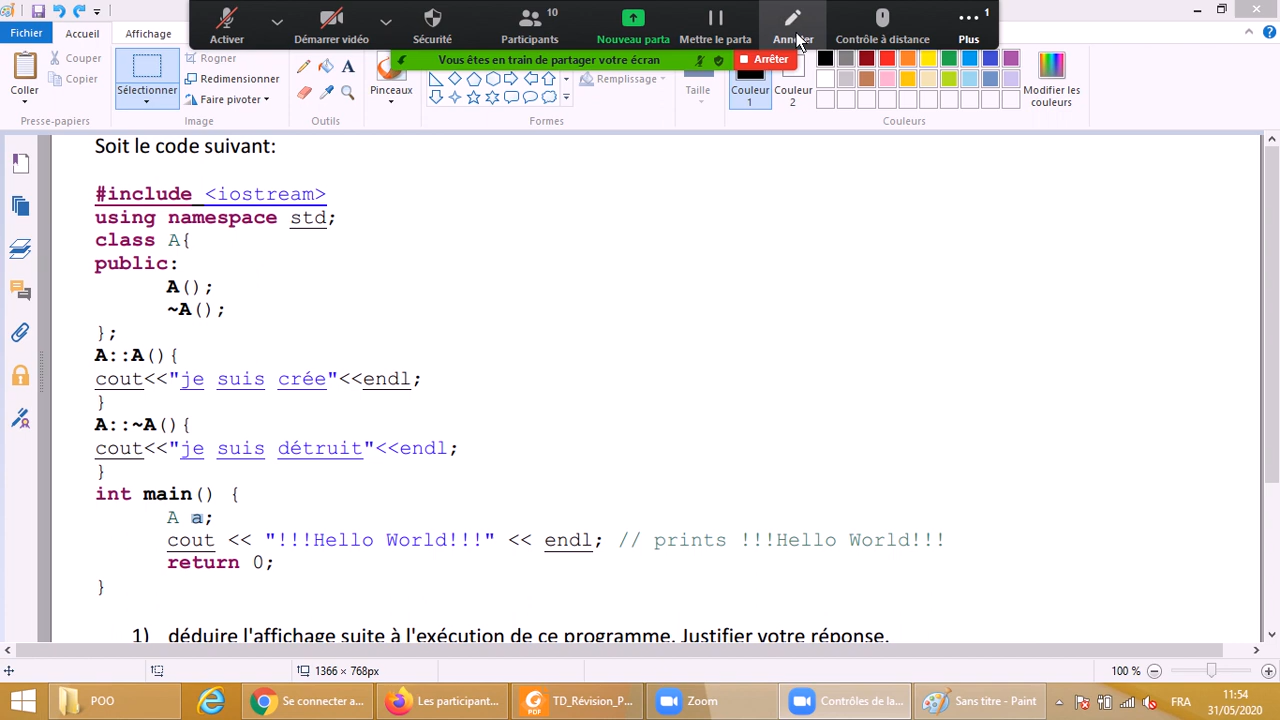 10
1
Activer
Démarrer vidéo
Sécurité
Participants
Nouveau parta
Mettre le parta
Annoter
Contrôle à distance
Plus
Fichier
Accueil
Affichage
Vous êtes en train de partager votre écran
Arrêter
Coller
Couper
Copier
Presse-papiers
Sélectionner
Rogner
Redimensionner
Faire pivoter
Image
A
Outils
Pinceaux
Remplissage
Formes
Taille
Couleur 1
Couleur 2
Modifier les couleurs
Couleurs
Soit le code suivant:
#include <iostream>
using namespace std;
class A{
public:
A();
~A();
};
A::A(){
cout<<"je suis crée"<<endl;
}
A::~A(){
cout<<"je suis détruit"<<endl;
}
int main() {
A a;
cout << "!!!Hello World!!!" << endl; // prints !!!Hello World!!!
return 0;
}
1) déduire l'affichage suite à l'exécution de ce programme. Justifier votre réponse.
1366 × 768px
100 %
POO
Se connecter a...
Les participant...
TD_Révision_P...
Zoom
Contrôles de la...
Sans titre - Paint
FRA
11:54
31/05/2020